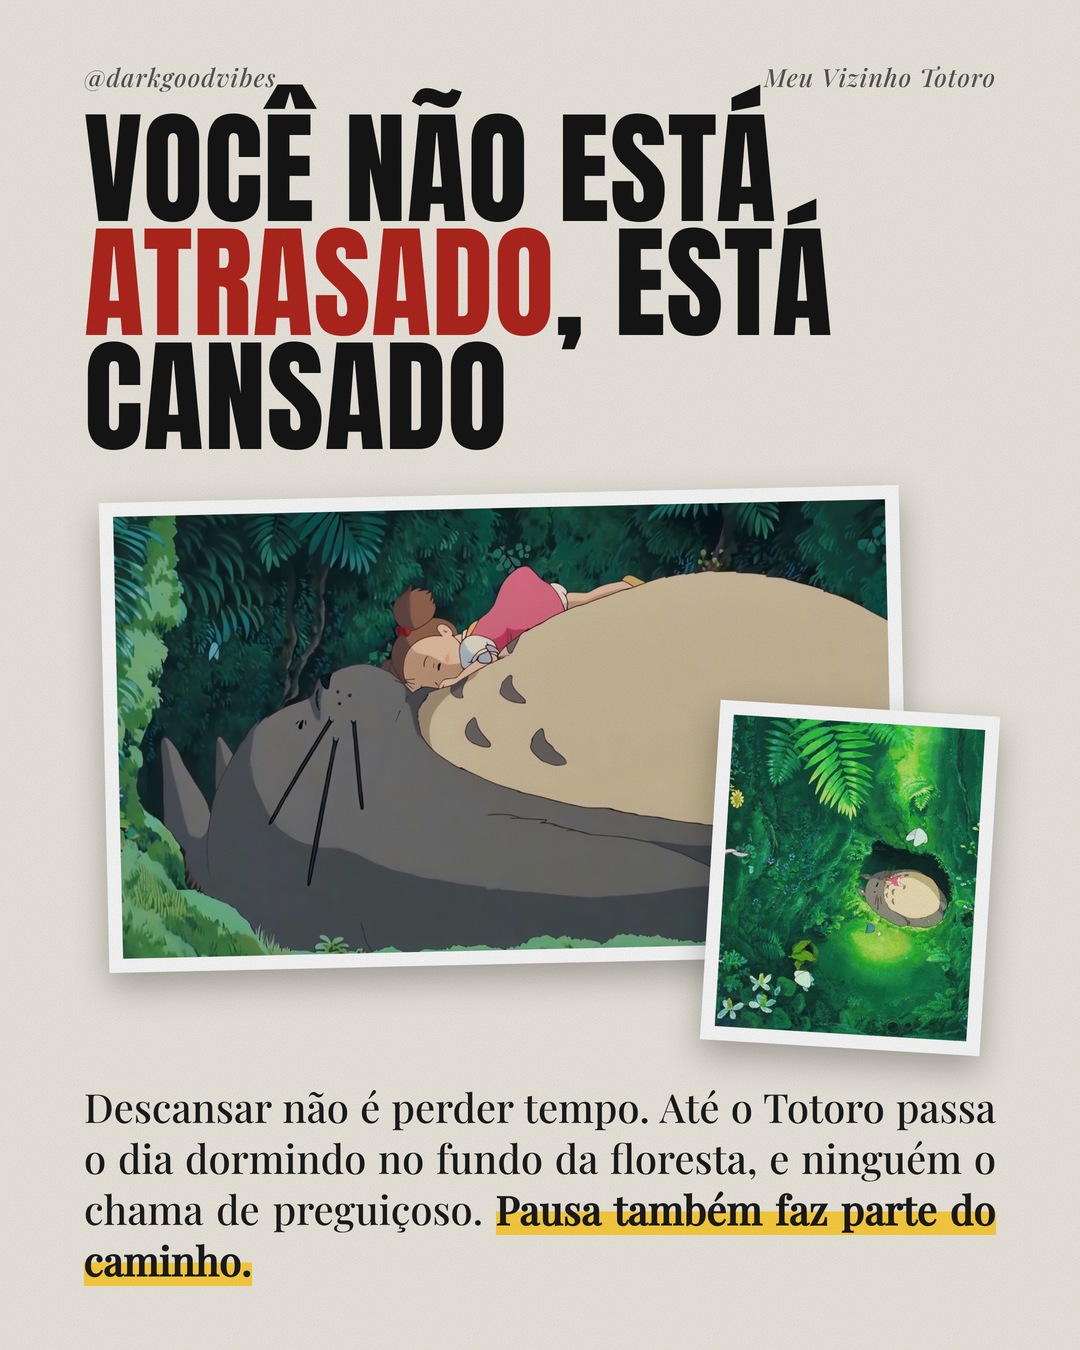 @darkgoodvibes
Meu Vizinho Totoro
VOCÊ NÃO ESTÁ
ATRASADO, ESTÁ
CANSADO
Descansar não é perder tempo. Até o Totoro passa
o dia dormindo no fundo da floresta, e ninguém o
chama de preguiçoso. Pausa também faz parte do
caminho.